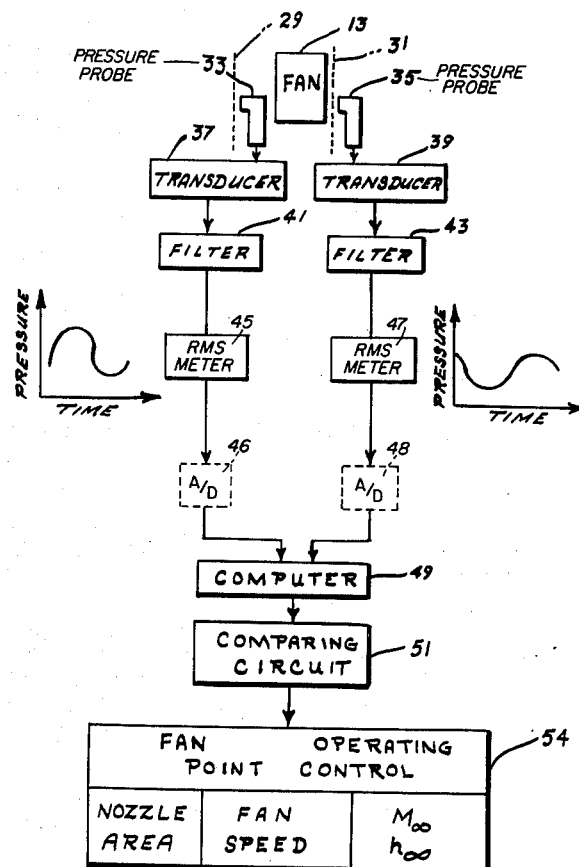 29
13
31
PRESSURE
PROBE
33
FAN
35
PRESSURE
PROBE
37
39
TRANSDUCER
TRANSDUCER
41
43
FILTER
FILTER
45
47
RMS
METER
RMS
METER
PRESSURE
TIME
PRESSURE
TIME
46
48
A/D
A/D
COMPUTER
49
COMPARING
CIRCUIT
51
FAN OPERATING
POINT CONTROL
54
NOZZLE
AREA
FAN
SPEED
M∞
h∞